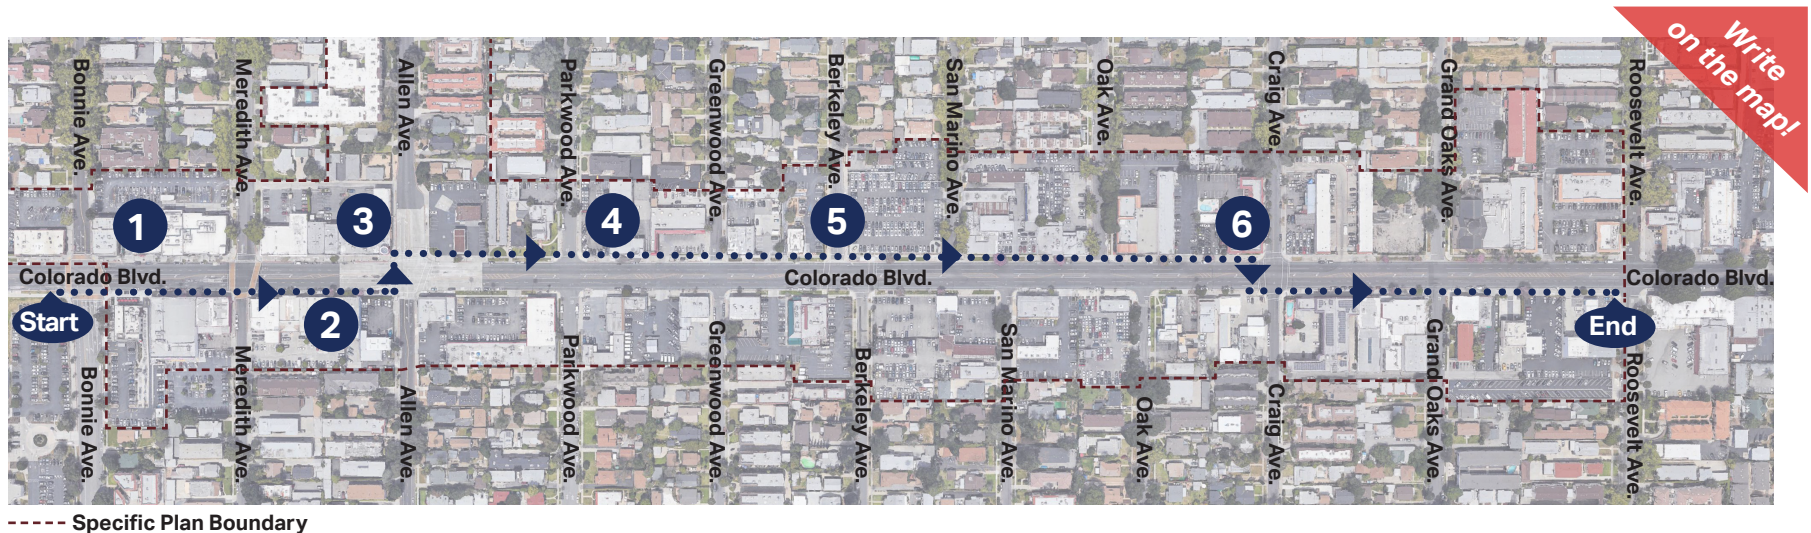 Write
on the map!
Bonnie Ave.
Meredith Ave.
Allen Ave.
Parkwood Ave.
Greenwood Ave.
Berkeley Ave.
San Marino Ave.
Oak Ave.
Craig Ave.
Grand Oaks Ave.
Roosevelt Ave.
1
3
4
5
6
Colorado Blvd.
Colorado Blvd.
Colorado Blvd.
Start
2
End
Bonnie Ave.
Meredith Ave.
Allen Ave.
Parkwood Ave.
Greenwood Ave.
Berkeley Ave.
San Marino Ave.
Oak Ave.
Craig Ave.
Grand Oaks Ave.
Roosevelt Ave.
Specific Plan Boundary